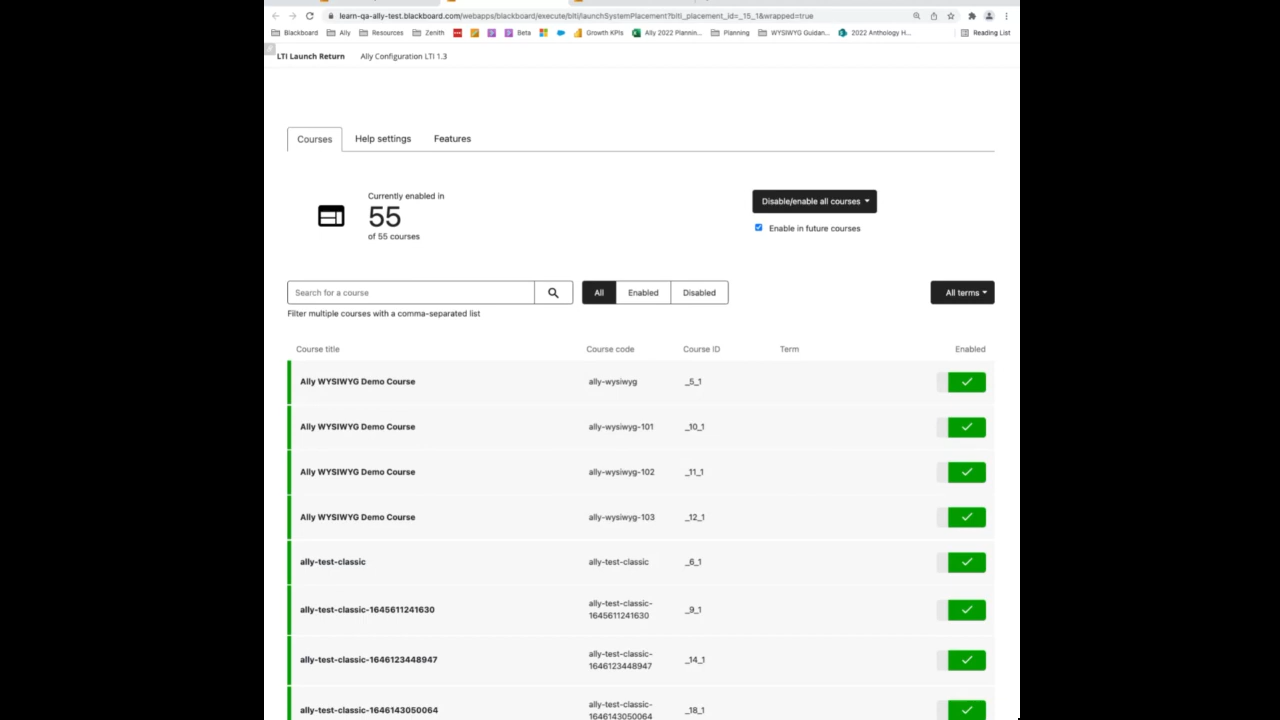 learn-qa-ally-test.blackboard.com/webapps/blackboard/execute/blti/launchSystemPlacement?blti_placement_id=_15_1&wrapped=true
Blackboard Ally Resources Zenith Beta Growth KPIs Ally 2022 Plannin... Planning WYSIWYG Guidan... 2022 Anthology H... Reading List
LTI Launch Return Ally Configuration LTI 1.3
Courses Help settings Features
Currently enabled in
55
of 55 courses
Disable/enable all courses
Enable in future courses
Search for a course All Enabled Disabled All terms
Filter multiple courses with a comma-separated list
Course title Course code Course ID Term Enabled
Ally WYSIWYG Demo Course ally-wysiwyg _5_1
Ally WYSIWYG Demo Course ally-wysiwyg-101 _10_1
Ally WYSIWYG Demo Course ally-wysiwyg-102 _11_1
Ally WYSIWYG Demo Course ally-wysiwyg-103 _12_1
ally-test-classic ally-test-classic _6_1
ally-test-classic-1645611241630 ally-test-classic-
1645611241630 _9_1
ally-test-classic-1646123448947 ally-test-classic-
1646123448947 _14_1
ally-test-classic-1646143050064 ally-test-classic-
1646143050064 _18_1